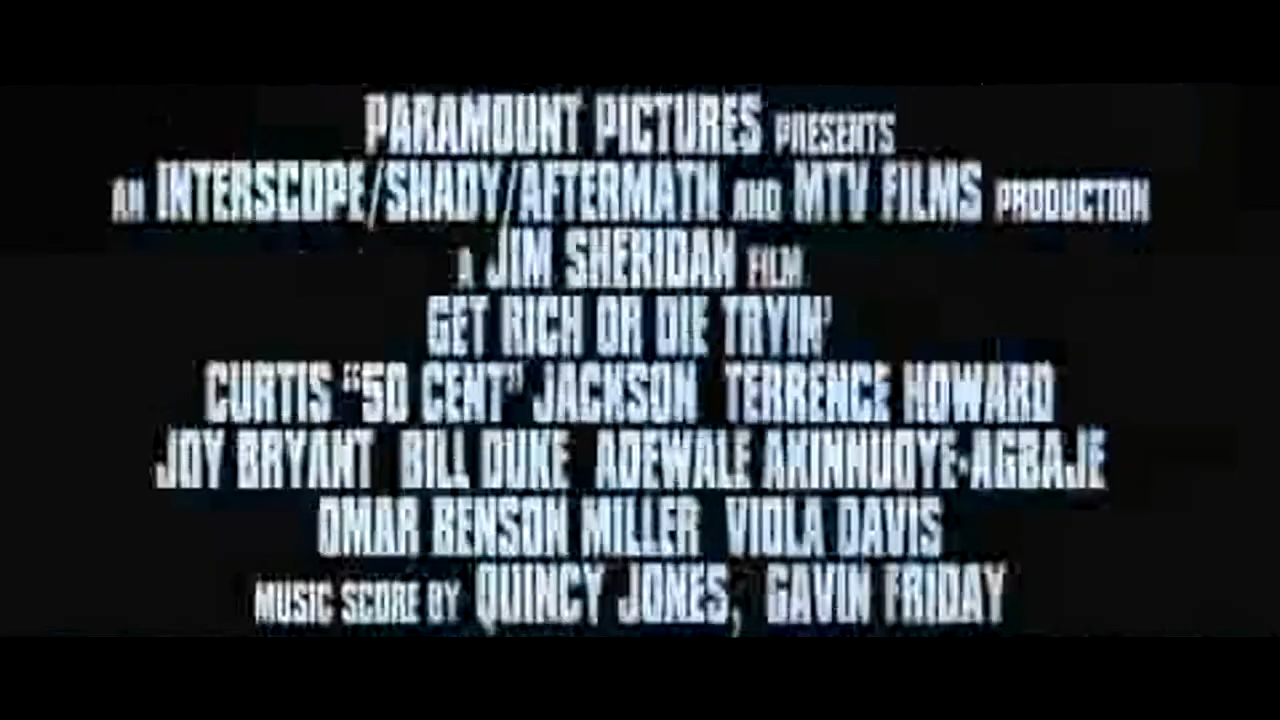 PARAMOUNT PICTURES PRESENTS
AN INTERSCOPE/SHADY/AFTERMATH AND MTV FILMS PRODUCTION
A JIM SHERIDAN FILM
GET RICH OR DIE TRYIN'
CURTIS "50 CENT" JACKSON TERRENCE HOWARD
JOY BRYANT BILL DUKE ADEWALE AKINNUOYE-AGBAJE
OMAR BENSON MILLER VIOLA DAVIS
MUSIC SCORE BY QUINCY JONES, GAVIN FRIDAY